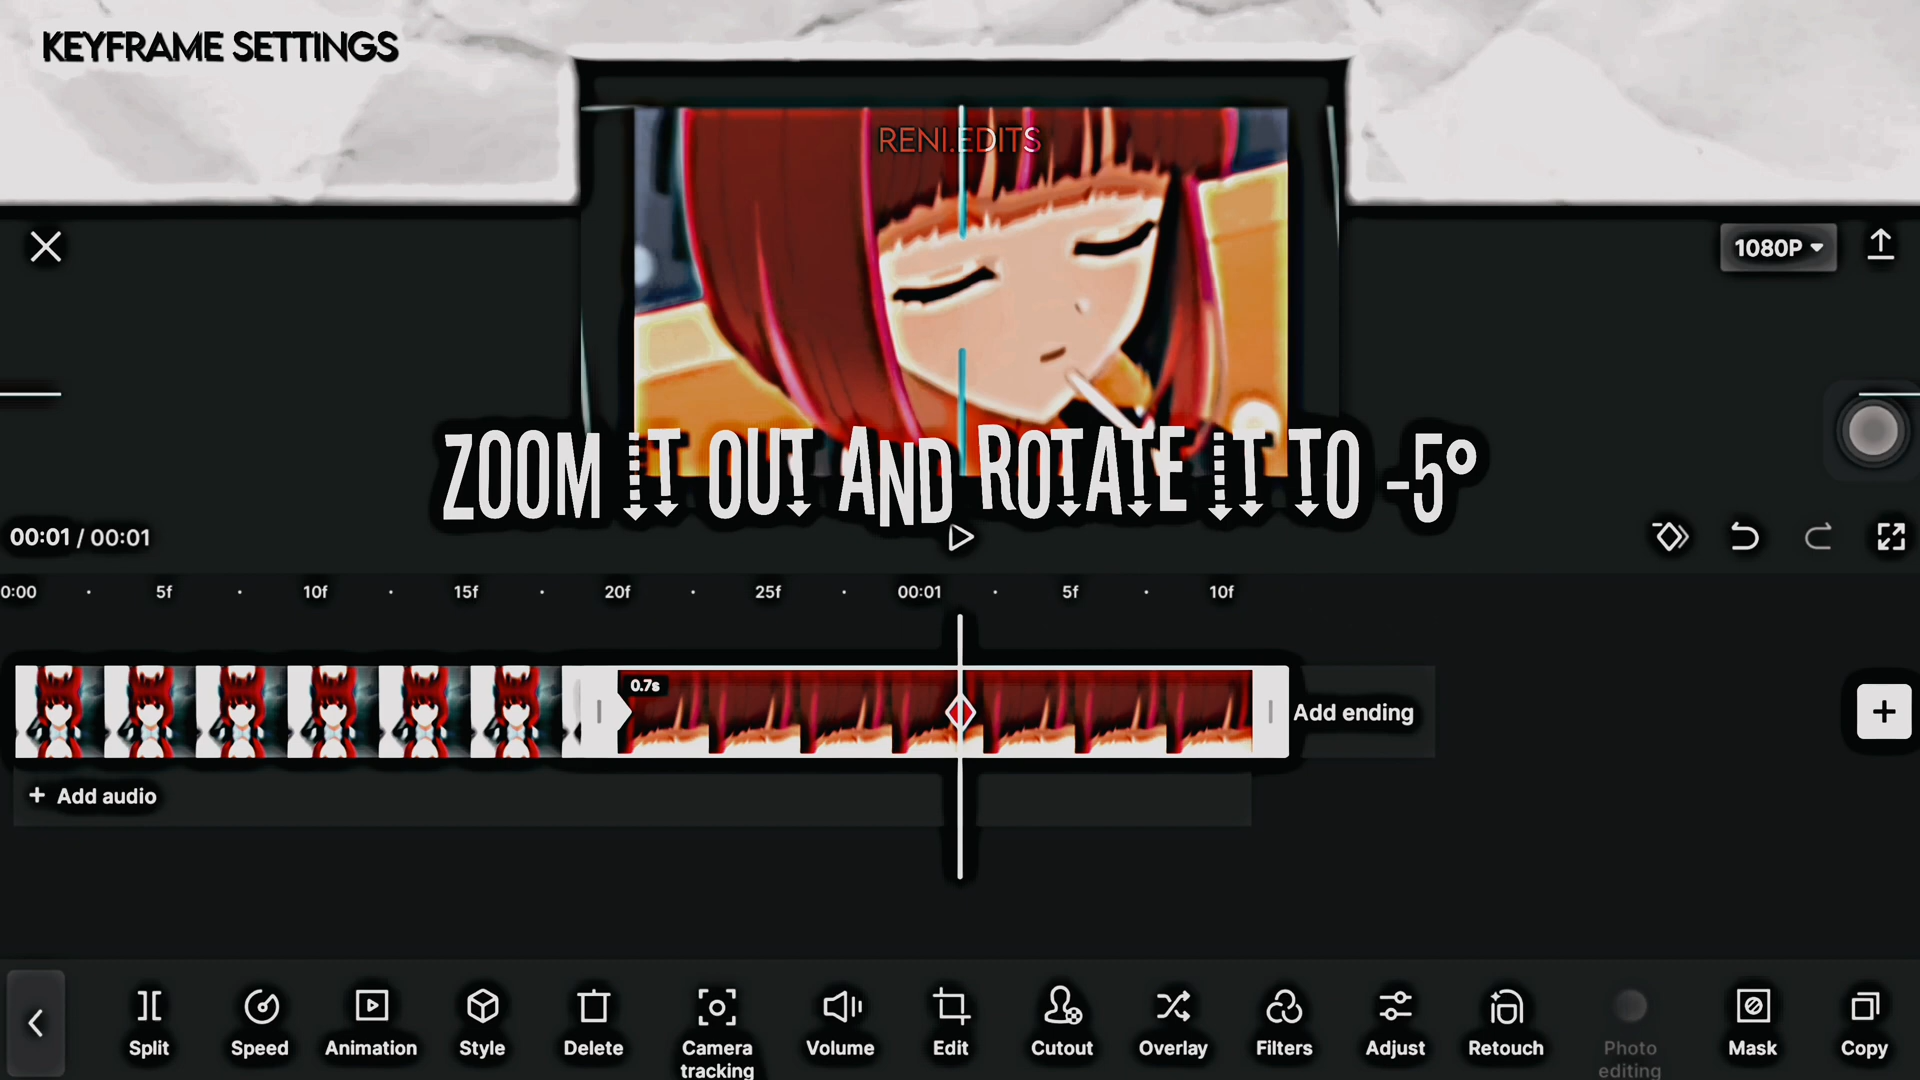 KEYFRAME SETTINGS
RENI.EDITS
1080P
ZOOM IT OUT AND ROTATE IT TO -5°
00:01 / 00:01
0:00 5f 10f 15f 20f 25f 00:01 5f 10f
0.7s
Add ending
+ Add audio
Split Speed Animation Style Delete Camera tracking Volume Edit Cutout Overlay Filters Adjust Retouch Photo editing Mask Copy